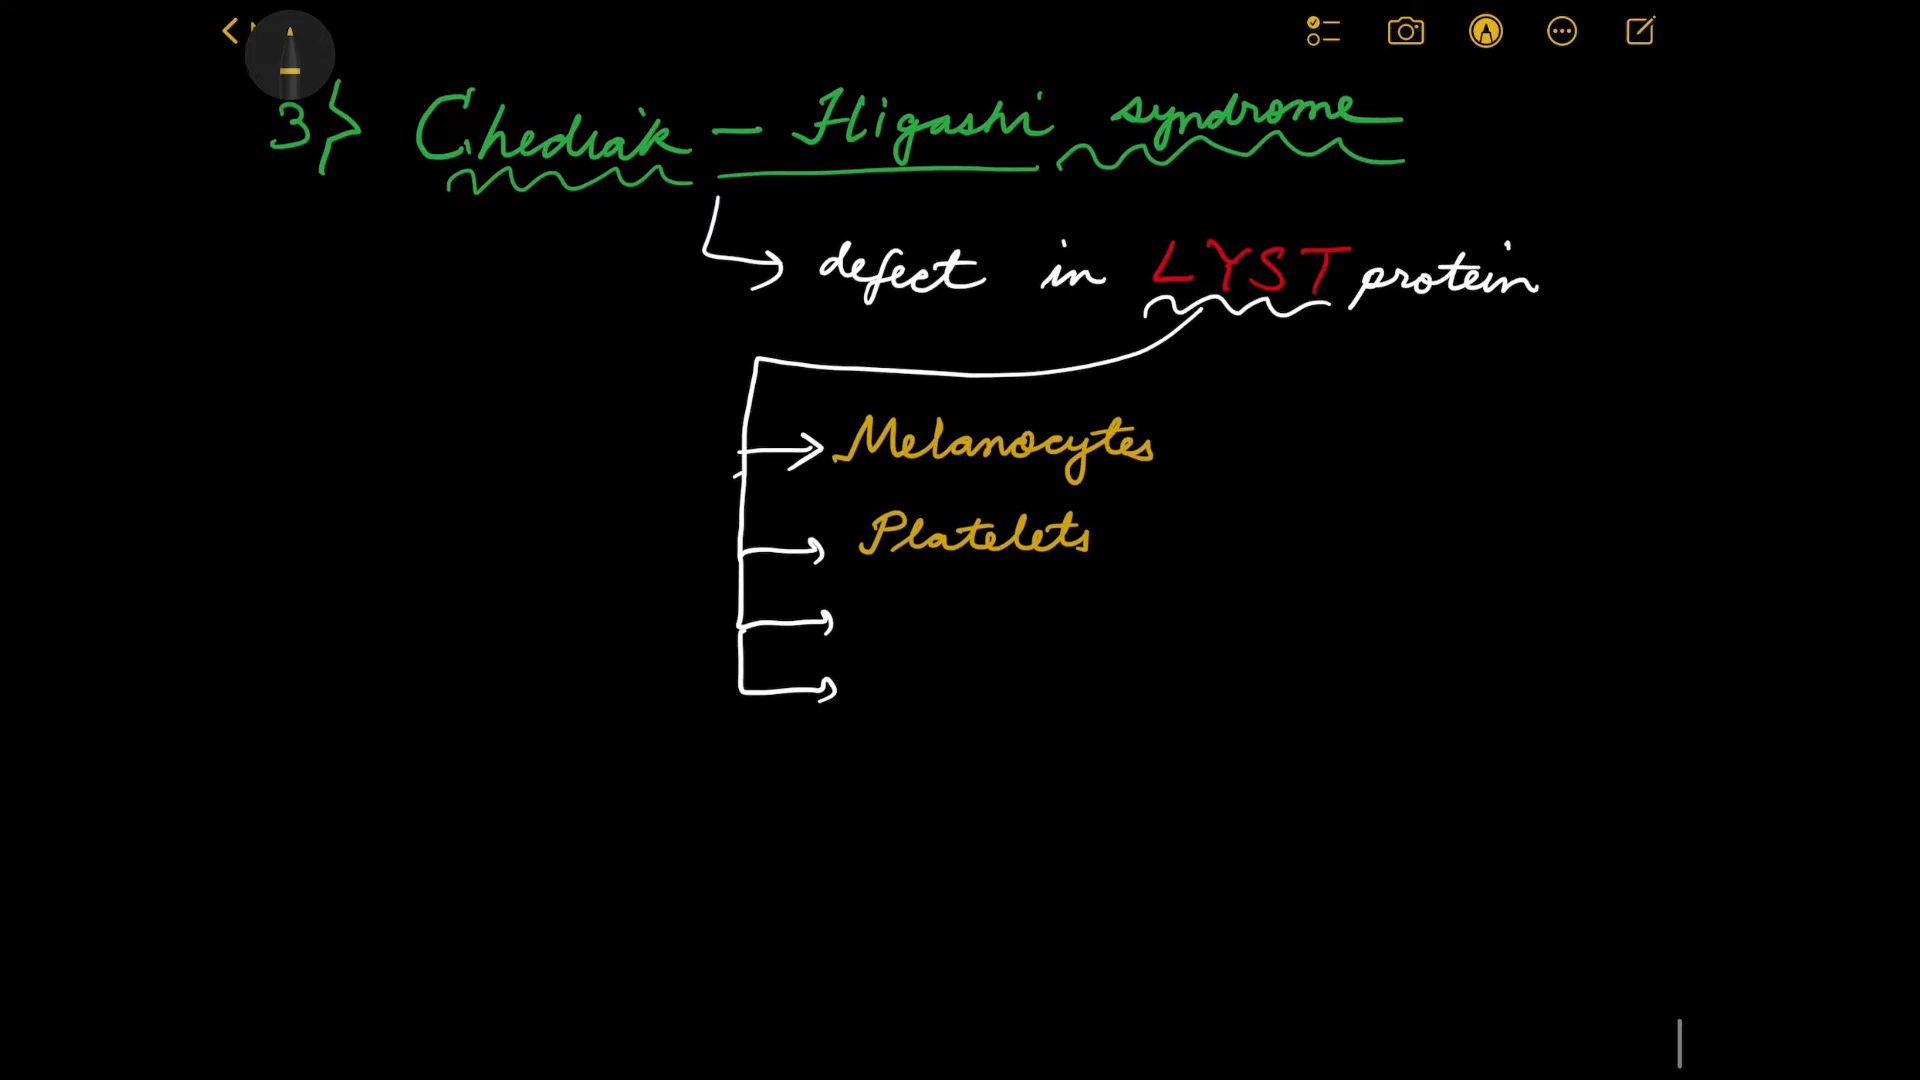 3} Chediak - Higashi syndrome
→ defect in LYST protein
→ Melanocytes
→ Platelets